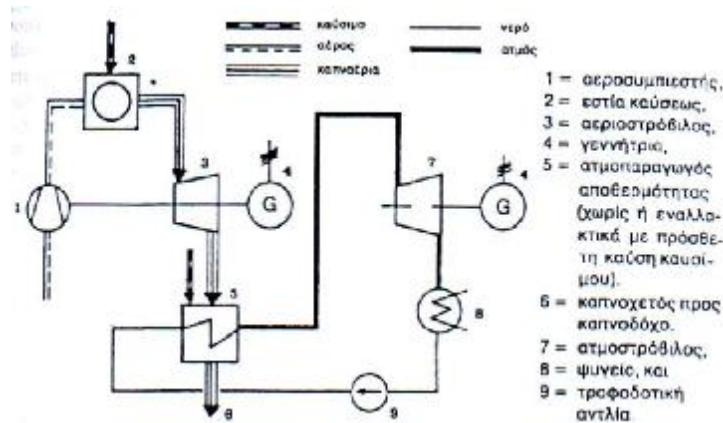 καύσιμο
αέρας
καπναέρια
νερό
ατμός
2
*
3
4
1
G
7
4
G
5
8
6
9
1 = αεροσυμπιεστής,
2 = εστία καύσεως,
3 = αεριοστρόβιλος,
4 = γεννήτρια,
5 = ατμοπαραγωγός
αποθερμότητας
(χωρίς ή εναλλα-
κτικά με πρόσθε-
τη καύση καυσί-
μου).
6 = καπνοχετός προς
καπνοδόχο.
7 = ατμοστρόβιλος,
8 = ψυγείο, και
9 = τροφοδοτική
αντλία